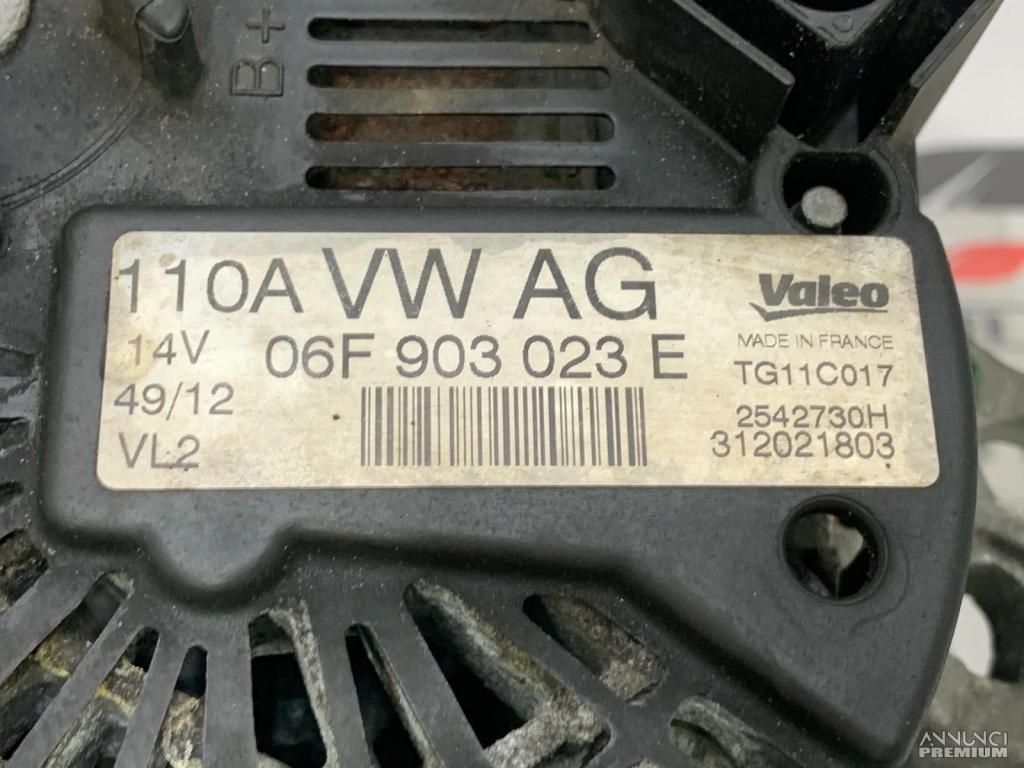 B+
110A VW AG
14V 06F 903 023 E
49/12
VL2
Valeo
MADE IN FRANCE
TG11C017
2542730H
312021803
ANNUNCI
PREMIUM